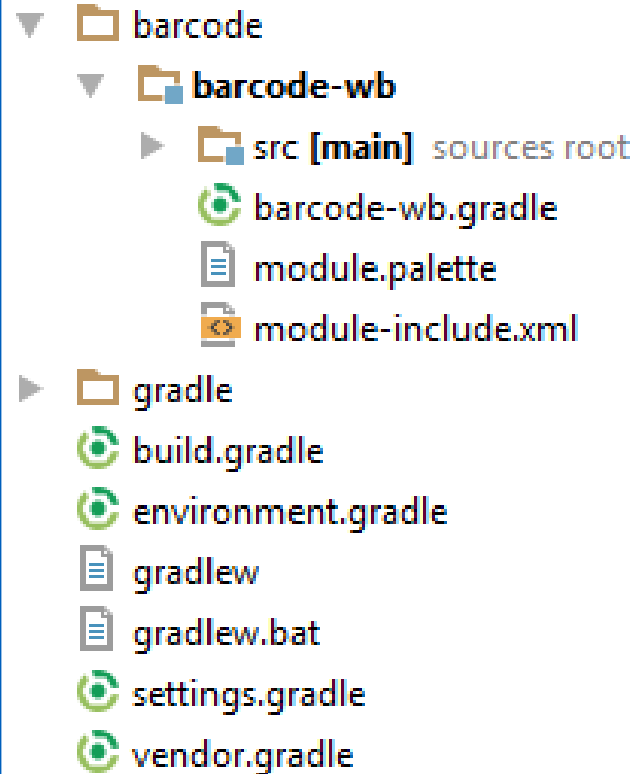 barcode
barcode-wb
src [main] sources root
barcode-wb.gradle
module.palette
module-include.xml
gradle
build.gradle
environment.gradle
gradlew
gradlew.bat
settings.gradle
vendor.gradle